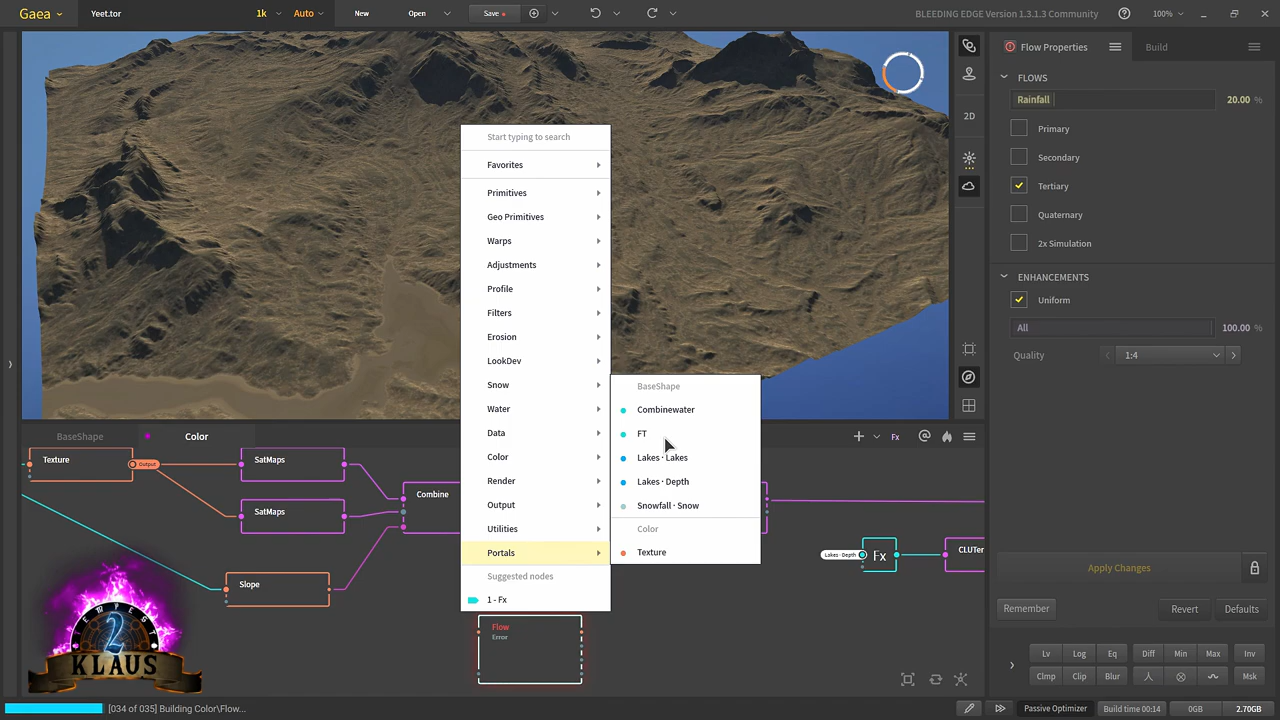 Gaea
Yeet.tor
1k
Auto
New
Open
Save
BLEEDING EDGE Version 1.3.1.3 Community
100%
Flow Properties
Build
FLOWS
Rainfall
20.00 %
Primary
Secondary
Tertiary
Quaternary
2x Simulation
ENHANCEMENTS
Uniform
All
100.00 %
Quality
1:4
Apply Changes
Remember
Revert
Defaults
Lv
Log
Eq
Diff
Min
Max
Inv
Clmp
Clip
Blur
Msk
2D
Start typing to search
Favorites
Primitives
Geo Primitives
Warps
Adjustments
Profile
Filters
Erosion
LookDev
Snow
Water
Data
Color
Render
Output
Utilities
Portals
Suggested nodes
1 - Fx
BaseShape
Combinewater
FT
Lakes · Lakes
Lakes · Depth
Snowfall · Snow
Color
Texture
BaseShape
Color
Fx
Texture
Output
SatMaps
SatMaps
Combine
Slope
Flow
Error
Lakes · Depth
Fx
CLUTer
TEMPEST
2
KLAUS
[034 of 035] Building Color\Flow...
Passive Optimizer
Build time 00:14
0GB
2.70GB